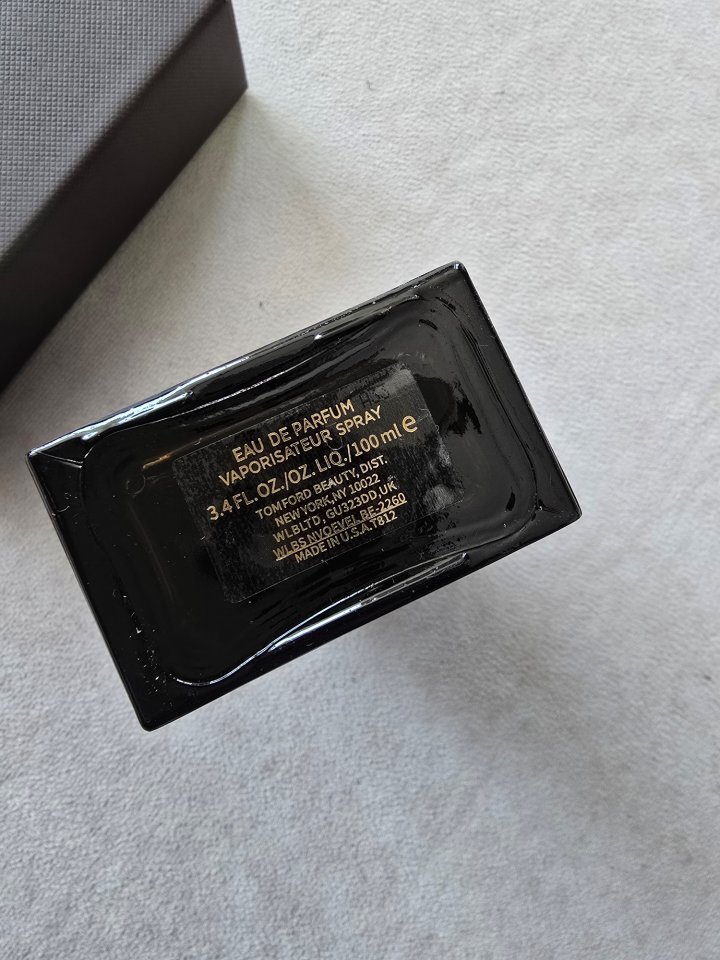 EAU DE PARFUM
VAPORISATEUR SPRAY
3.4 FL.OZ./OZ. LIQ./100 ml e
TOM FORD BEAUTY, DIST.
NEW YORK, NY 10022
WLBLTD, GU323DD,UK
WLBS NVOEVEL BE-2260
MADE IN U.S.A.T812